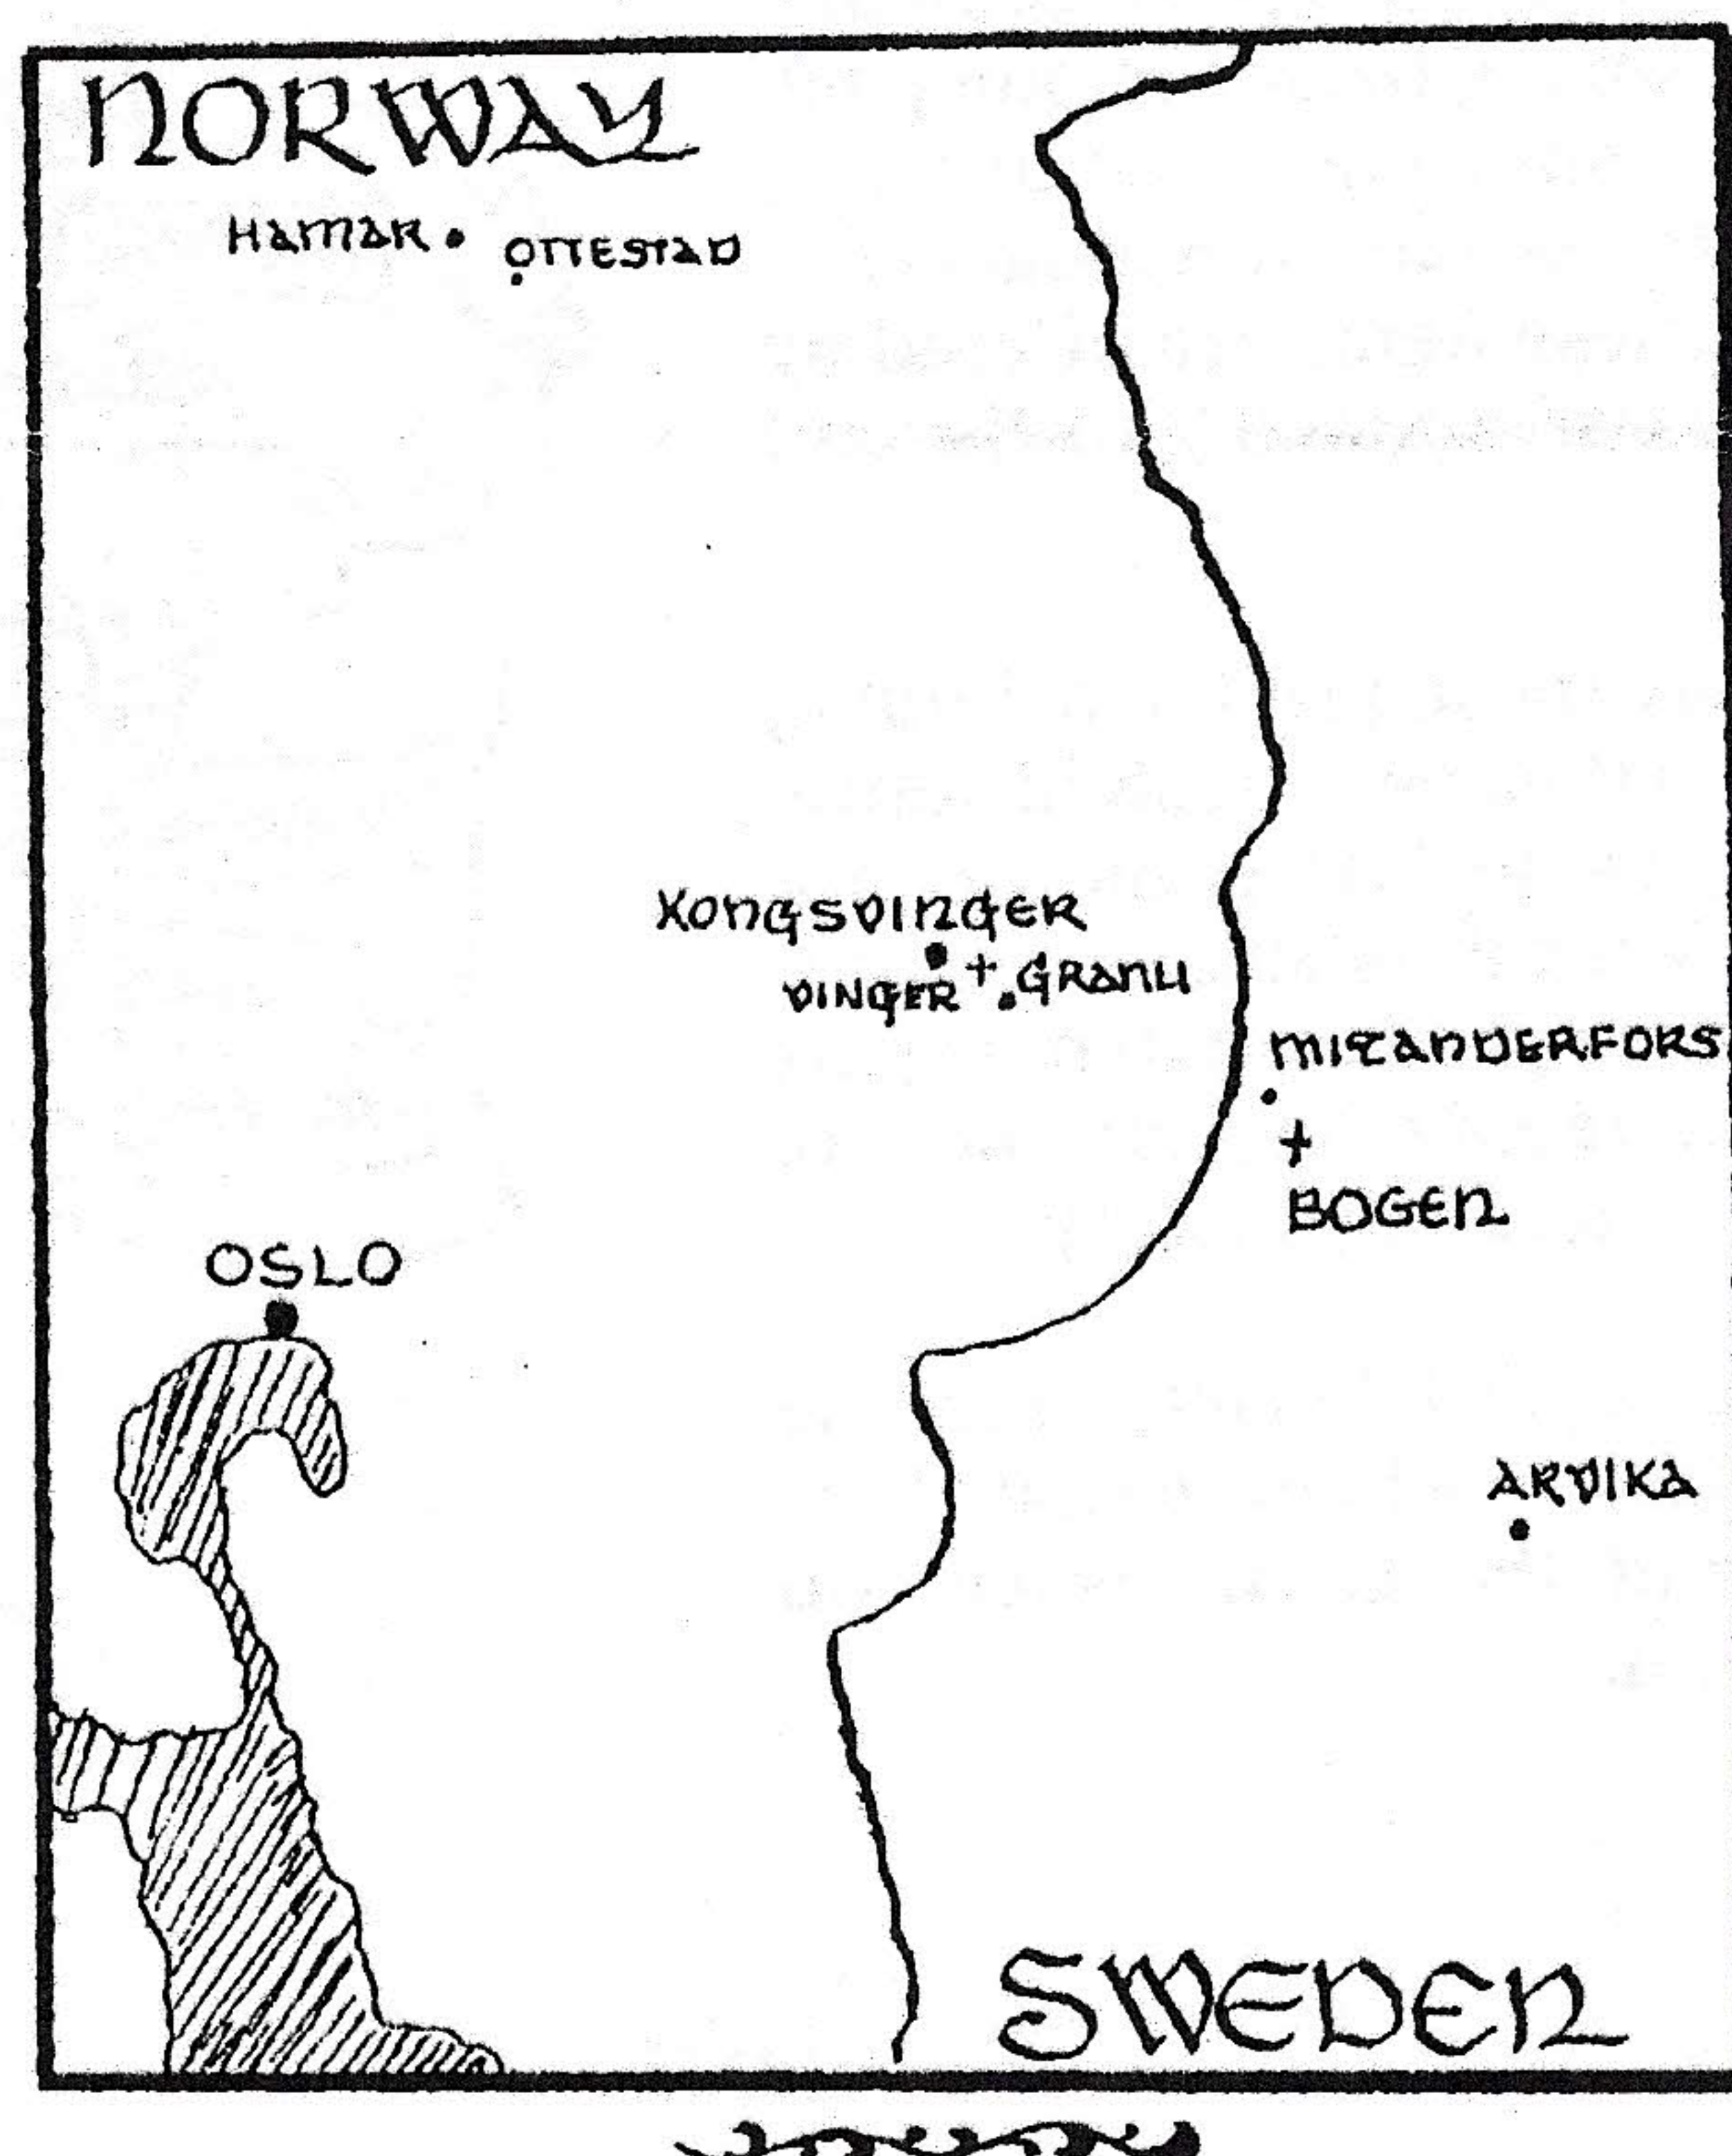 NORWAY
HAMAR
OTTESTAD
KONGSVINGER
VINGER
GRANLI
MITANDERFORS
BOGEN
OSLO
ARVIKA
SWEDEN